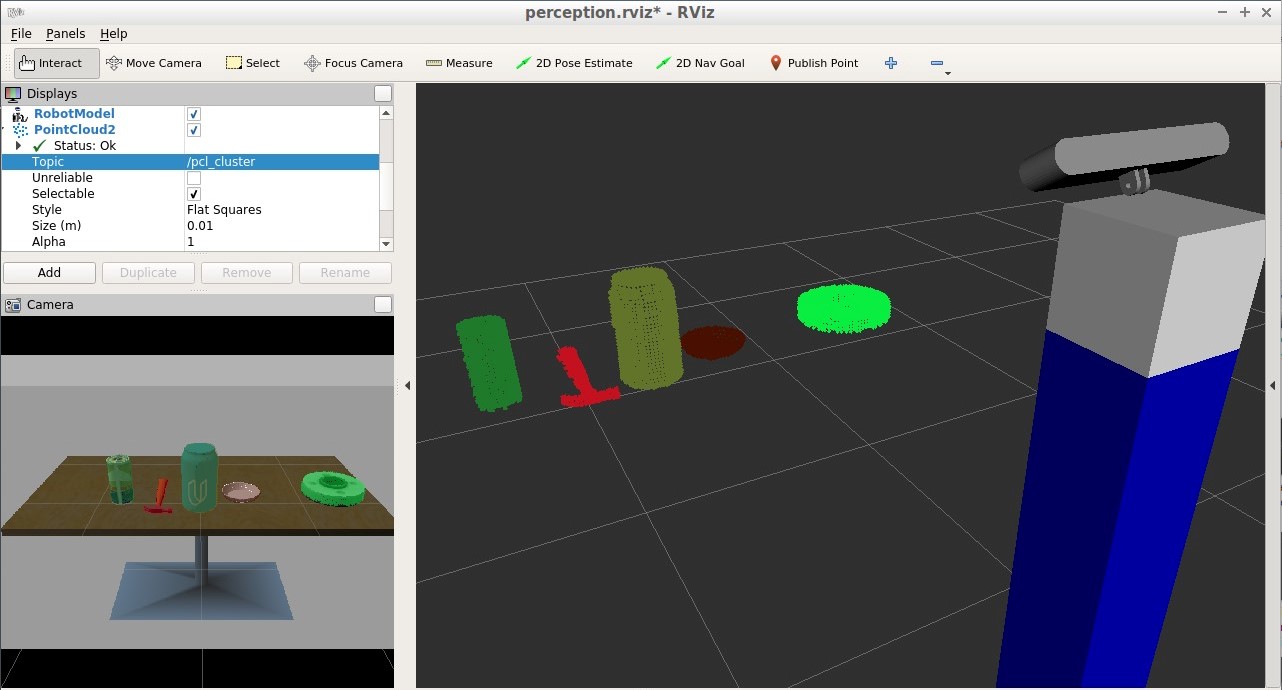 perception.rviz* - RViz
File Panels Help
Interact Move Camera Select Focus Camera Measure 2D Pose Estimate 2D Nav Goal Publish Point
Displays
RobotModel
PointCloud2
Status: Ok
Topic /pcl_cluster
Unreliable
Selectable
Style Flat Squares
Size (m) 0.01
Alpha 1
Add Duplicate Remove Rename
Camera